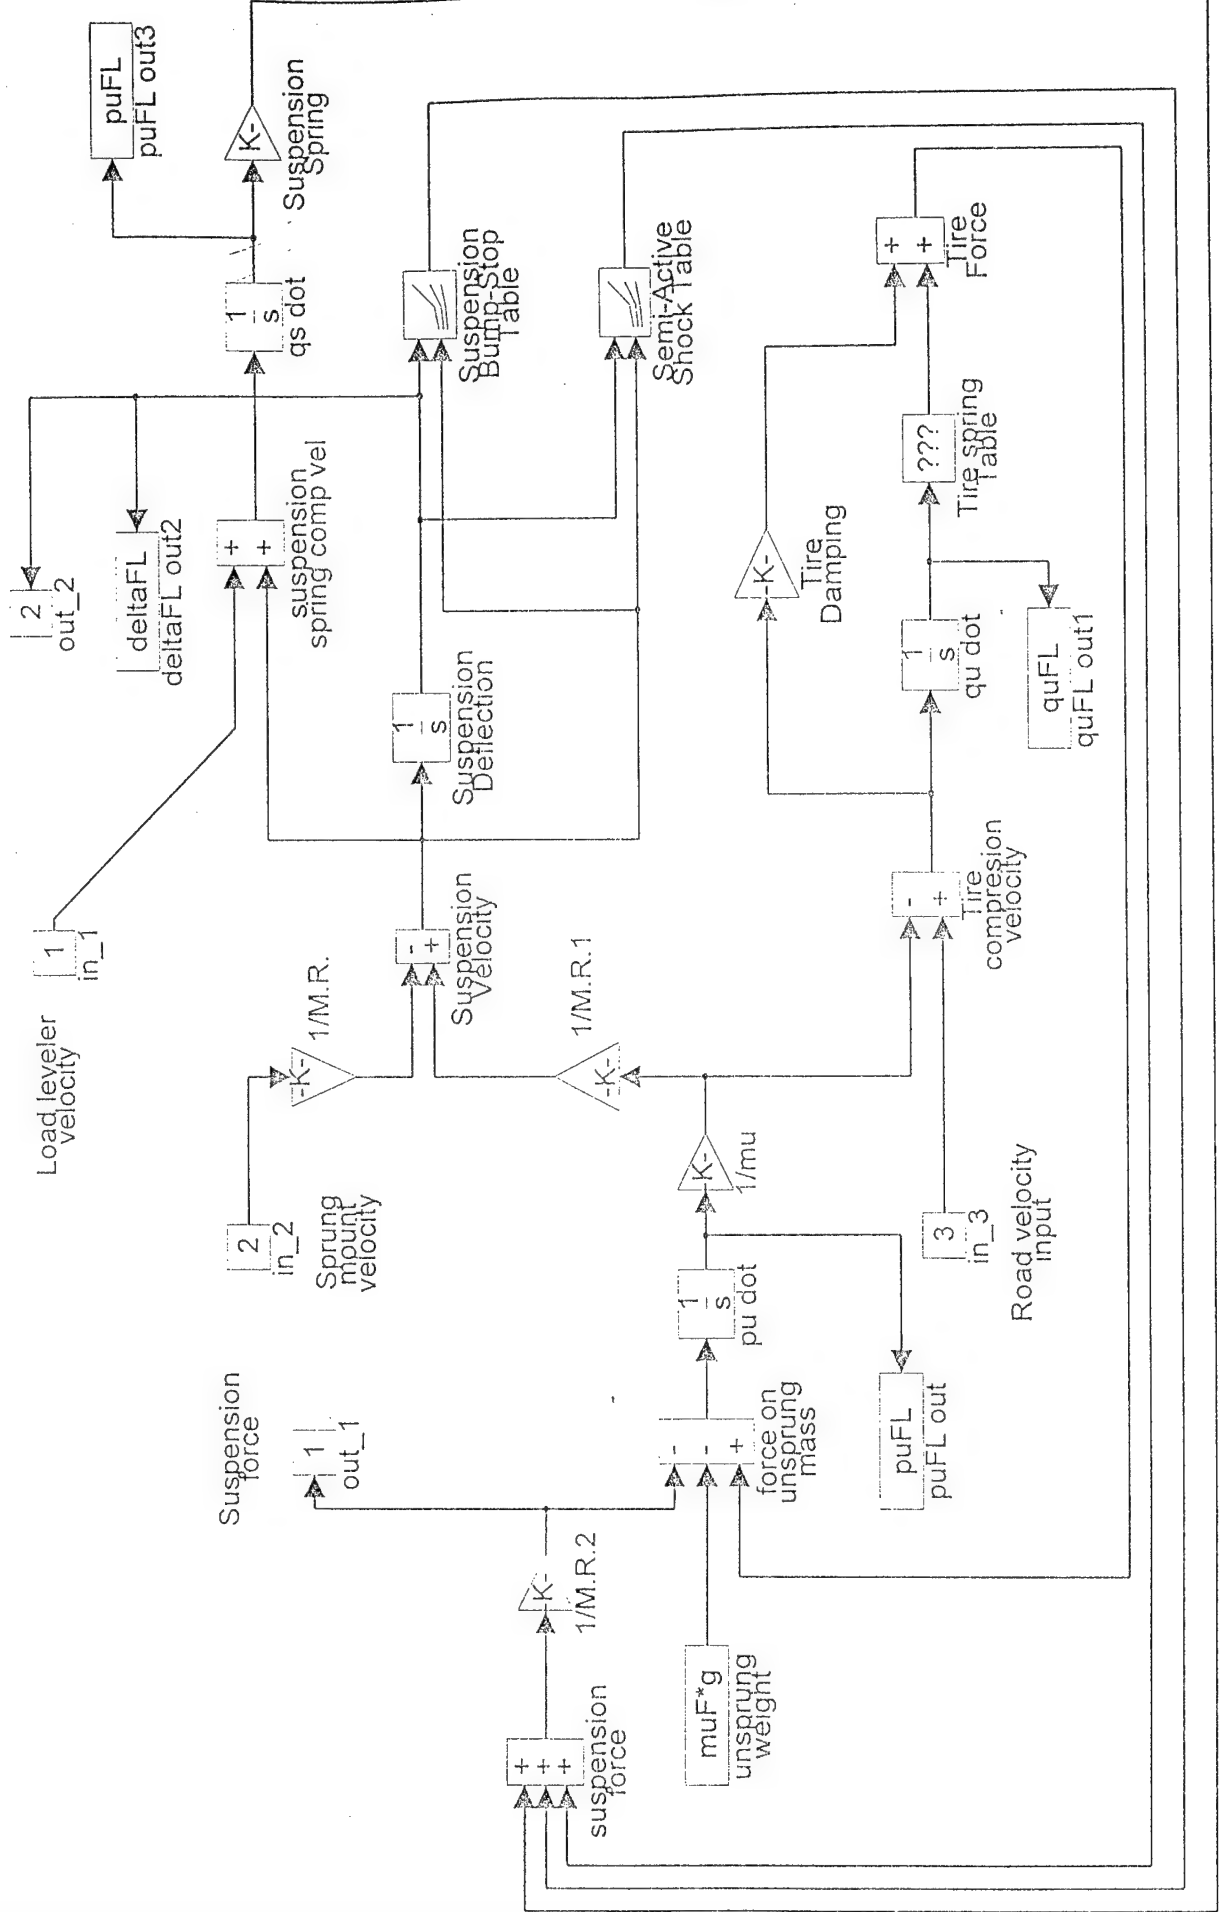 puFL
puFL out3
K-
Suspension
Spring
1
s
qs dot
2
out_2
deltaFL
deltaFL out2
+
+
suspension
spring comp vel
Suspension
Bump-Stop
Table
Semi-Active
Shock Table
1
s
Suspension
Deflection
1
in_1
Load leveler
velocity
-
+
Suspension
Velocity
-K-
1/M.R.
2
in_2
Sprung
mount
velocity
-K-
1/M.R.1
+
+
Tire
Force
???
Tire spring
Table
-K-
Tire
Damping
1
s
qu dot
quFL
quFL out1
-
+
Tire
compresion
velocity
K-
1/mu
3
in_3
Road velocity
input
1
s
pu dot
puFL
puFL out
-
-
+
force on
unsprung
mass
Suspension
force
1
out_1
K-
1/M.R.2
muF*g
unsprung
weight
+
+
+
suspension
force